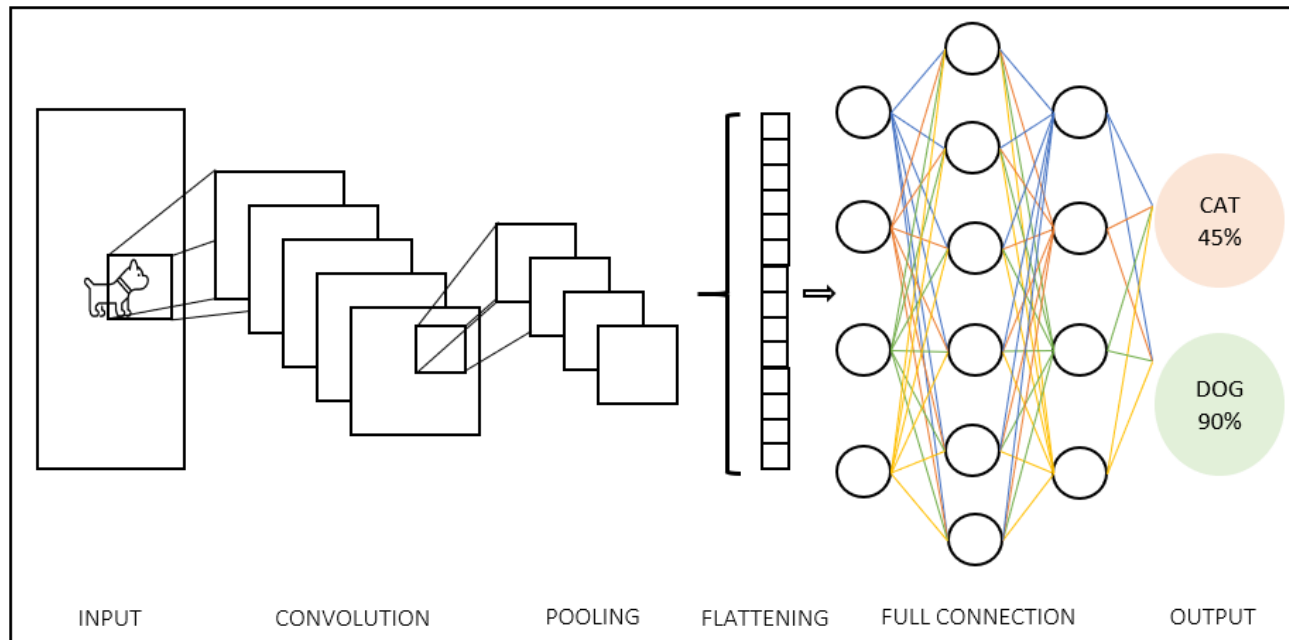 CAT
45%
DOG
90%
INPUT
CONVOLUTION
POOLING
FLATTENING
FULL CONNECTION
OUTPUT